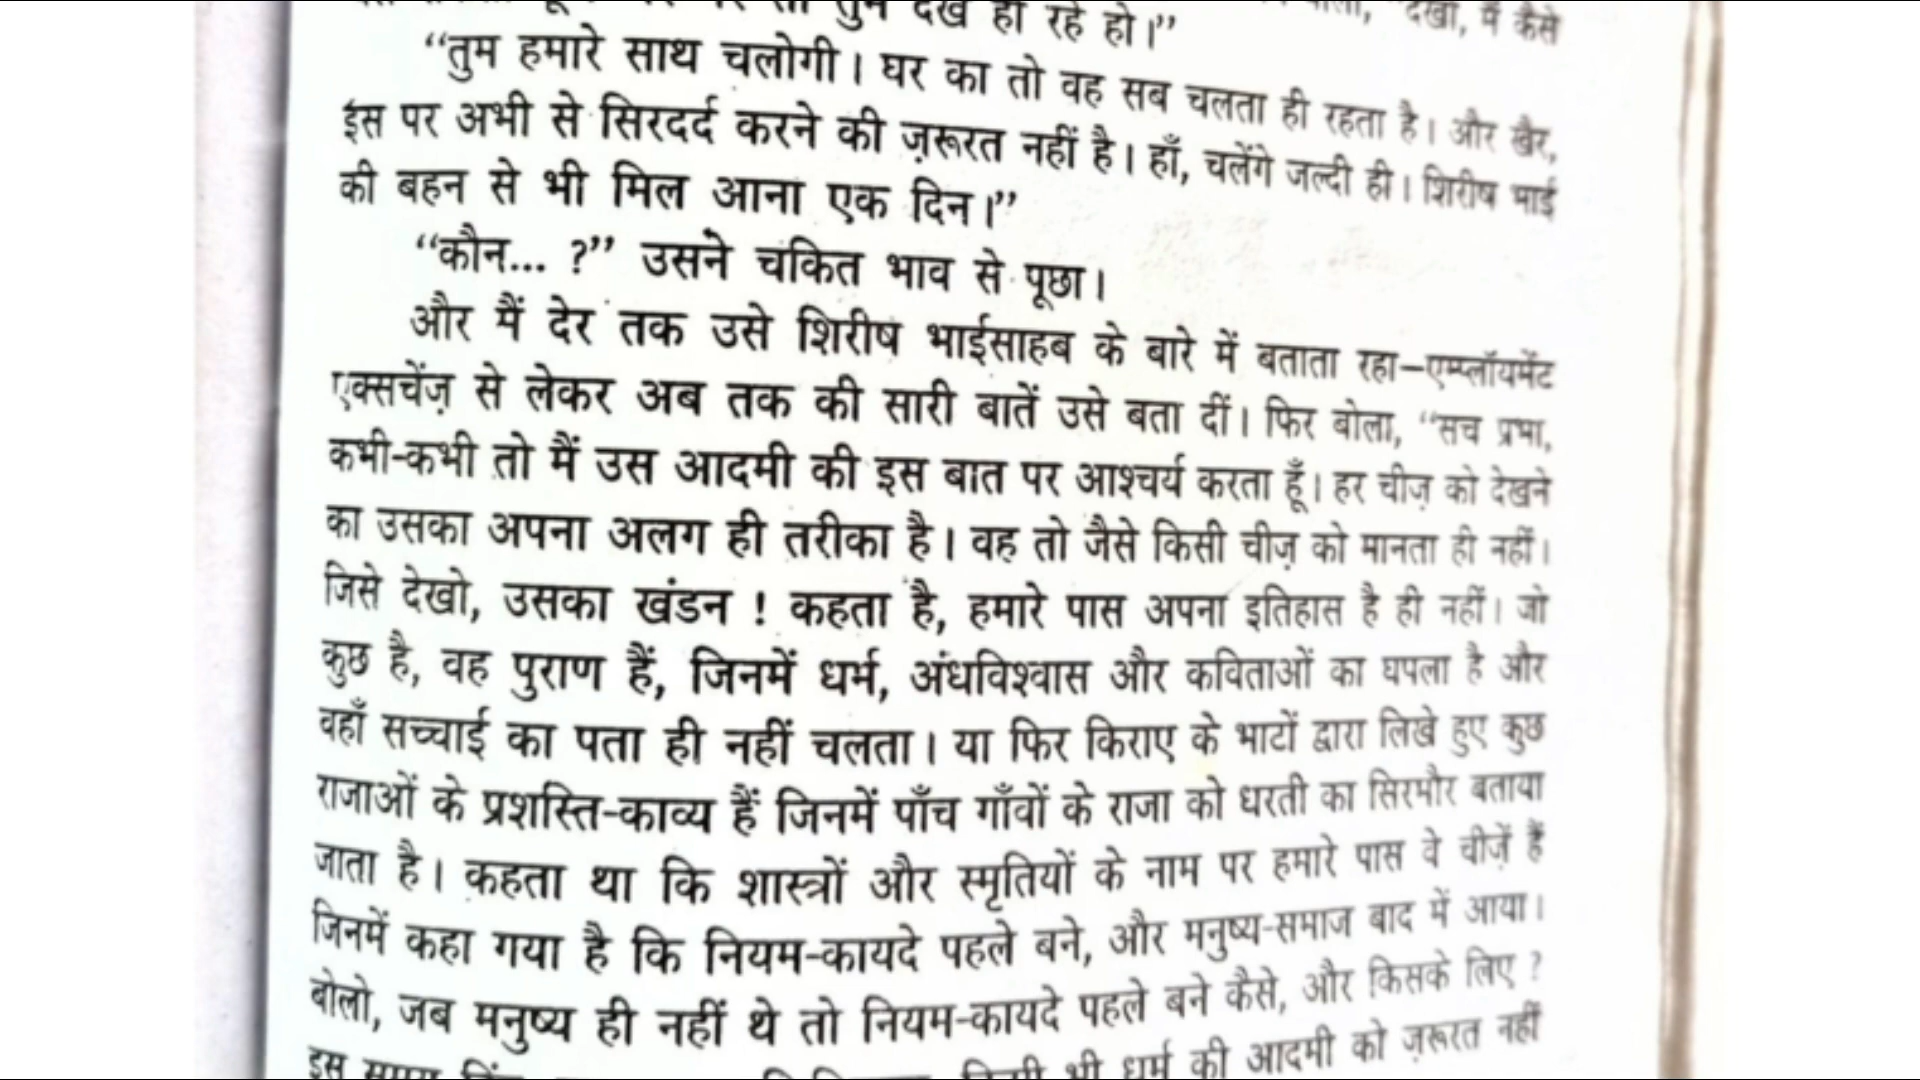 तुम देख ही रहे हो।” देखो, मैं कैसे
“तुम हमारे साथ चलोगी। घर का तो वह सब चलता ही रहता है। और खैर,
इस पर अभी से सिरदर्द करने की ज़रूरत नहीं है। हाँ, चलेंगे जल्दी ही। शिरीष भाई
की बहन से भी मिल आना एक दिन।”
“कौन... ?” उसने चकित भाव से पूछा।
और मैं देर तक उसे शिरीष भाईसाहब के बारे में बताता रहा–एम्प्लॉयमेंट
एक्सचेंज़ से लेकर अब तक की सारी बातें उसे बता दीं। फिर बोला, “सच प्रभा,
कभी-कभी तो मैं उस आदमी की इस बात पर आश्चर्य करता हूँ। हर चीज़ को देखने
का उसका अपना अलग ही तरीका है। वह तो जैसे किसी चीज़ को मानता ही नहीं।
जिसे देखो, उसका खंडन ! कहता है, हमारे पास अपना इतिहास है ही नहीं। जो
कुछ है, वह पुराण हैं, जिनमें धर्म, अंधविश्वास और कविताओं का घपला है और
वहाँ सच्चाई का पता ही नहीं चलता। या फिर किराए के भाटों द्वारा लिखे हुए कुछ
राजाओं के प्रशस्ति-काव्य हैं जिनमें पाँच गाँवों के राजा को धरती का सिरमौर बताया
जाता है। कहता था कि शास्त्रों और स्मृतियों के नाम पर हमारे पास वे चीज़ें हैं
जिनमें कहा गया है कि नियम-कायदे पहले बने, और मनुष्य-समाज बाद में आया।
बोलो, जब मनुष्य ही नहीं थे तो नियम-कायदे पहले बने कैसे, और किसके लिए ?
इस समय भी धर्म की आदमी को ज़रूरत नहीं